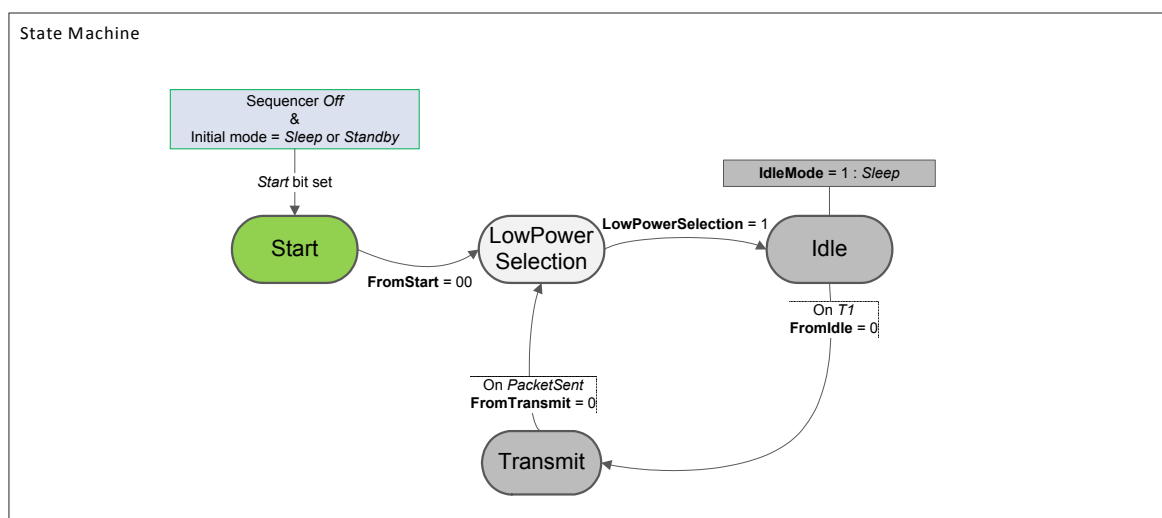 State Machine
Sequencer Off
&
Initial mode = Sleep or Standby
Start bit set
IdleMode = 1 : Sleep
Start
LowPower
Selection
LowPowerSelection = 1
Idle
FromStart = 00
On T1
FromIdle = 0
On PacketSent
FromTransmit = 0
Transmit